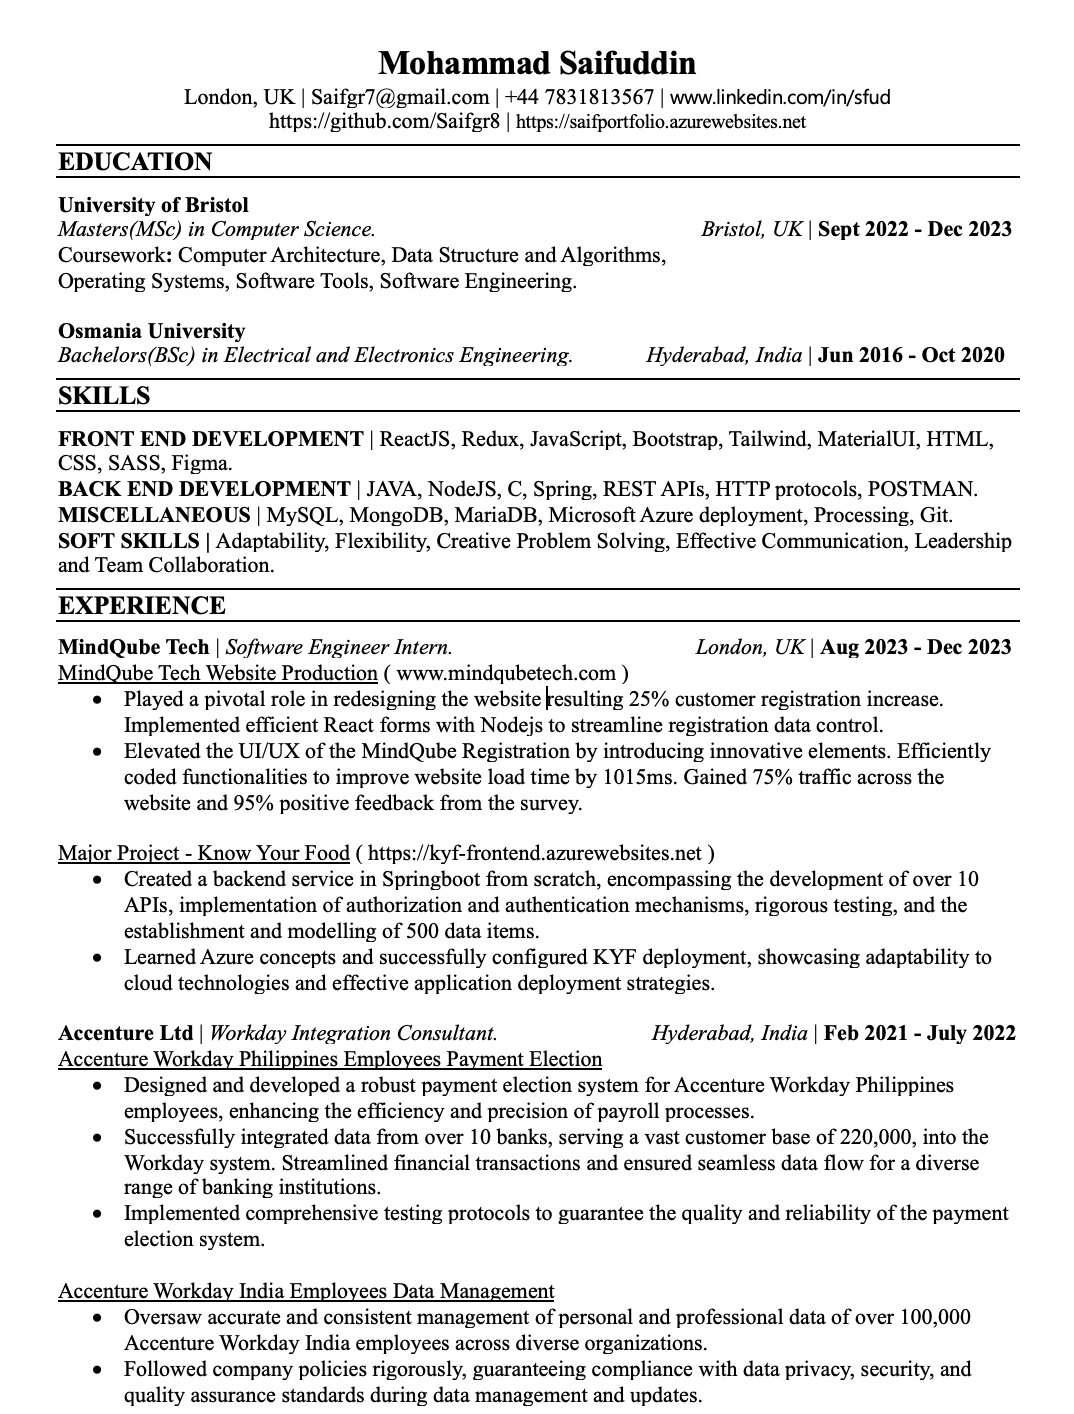 Mohammad Saifuddin
London, UK | Saifgr7@gmail.com | +44 7831813567 | www.linkedin.com/in/sfud
https://github.com/Saifgr8 | https://saifportfolio.azurewebsites.net
EDUCATION
University of Bristol
Masters(MSc) in Computer Science. Bristol, UK | Sept 2022 - Dec 2023
Coursework: Computer Architecture, Data Structure and Algorithms,
Operating Systems, Software Tools, Software Engineering.
Osmania University
Bachelors(BSc) in Electrical and Electronics Engineering. Hyderabad, India | Jun 2016 - Oct 2020
SKILLS
FRONT END DEVELOPMENT | ReactJS, Redux, JavaScript, Bootstrap, Tailwind, MaterialUI, HTML,
CSS, SASS, Figma.
BACK END DEVELOPMENT | JAVA, NodeJS, C, Spring, REST APIs, HTTP protocols, POSTMAN.
MISCELLANEOUS | MySQL, MongoDB, MariaDB, Microsoft Azure deployment, Processing, Git.
SOFT SKILLS | Adaptability, Flexibility, Creative Problem Solving, Effective Communication, Leadership
and Team Collaboration.
EXPERIENCE
MindQube Tech | Software Engineer Intern. London, UK | Aug 2023 - Dec 2023
MindQube Tech Website Production ( www.mindqubetech.com )
• Played a pivotal role in redesigning the website resulting 25% customer registration increase.
Implemented efficient React forms with Nodejs to streamline registration data control.
• Elevated the UI/UX of the MindQube Registration by introducing innovative elements. Efficiently
coded functionalities to improve website load time by 1015ms. Gained 75% traffic across the
website and 95% positive feedback from the survey.
Major Project - Know Your Food ( https://kyf-frontend.azurewebsites.net )
• Created a backend service in Springboot from scratch, encompassing the development of over 10
APIs, implementation of authorization and authentication mechanisms, rigorous testing, and the
establishment and modelling of 500 data items.
• Learned Azure concepts and successfully configured KYF deployment, showcasing adaptability to
cloud technologies and effective application deployment strategies.
Accenture Ltd | Workday Integration Consultant. Hyderabad, India | Feb 2021 - July 2022
Accenture Workday Philippines Employees Payment Election
• Designed and developed a robust payment election system for Accenture Workday Philippines
employees, enhancing the efficiency and precision of payroll processes.
• Successfully integrated data from over 10 banks, serving a vast customer base of 220,000, into the
Workday system. Streamlined financial transactions and ensured seamless data flow for a diverse
range of banking institutions.
• Implemented comprehensive testing protocols to guarantee the quality and reliability of the payment
election system.
Accenture Workday India Employees Data Management
• Oversaw accurate and consistent management of personal and professional data of over 100,000
Accenture Workday India employees across diverse organizations.
• Followed company policies rigorously, guaranteeing compliance with data privacy, security, and
quality assurance standards during data management and updates.